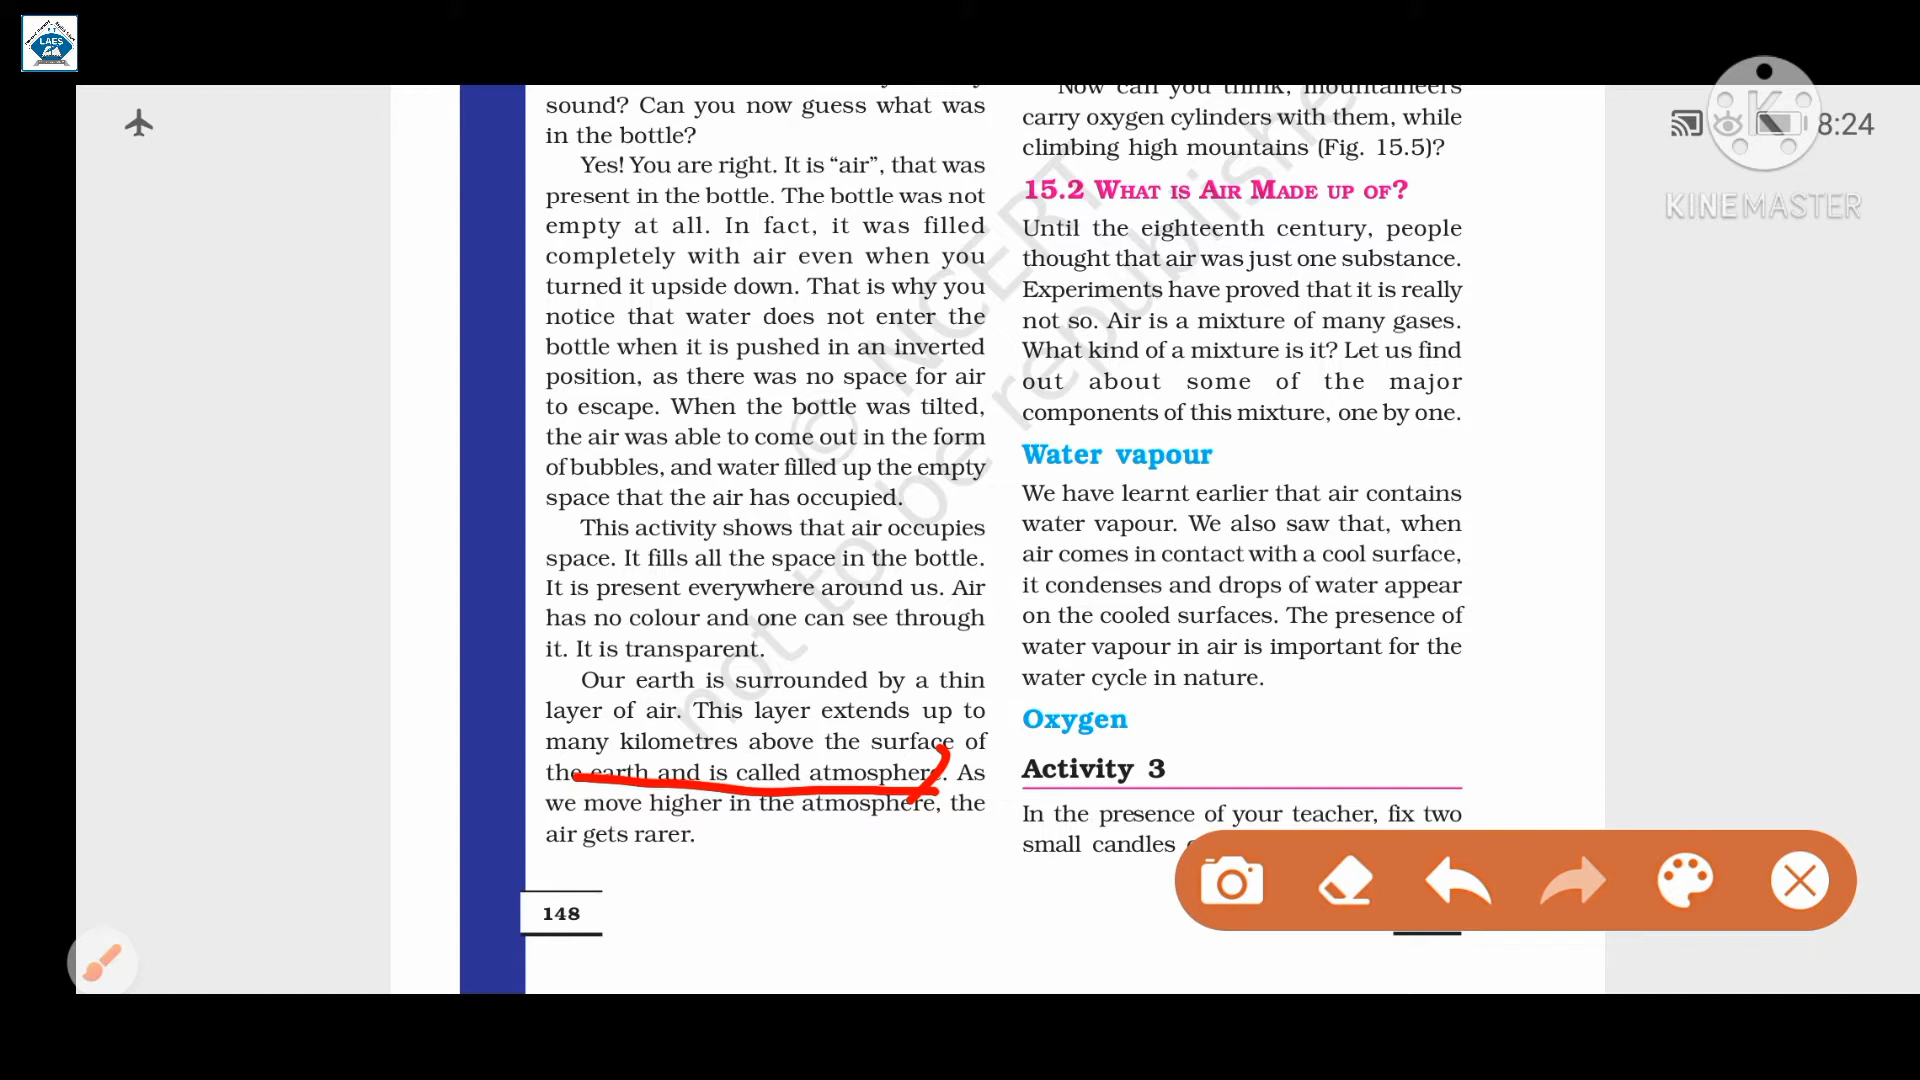 LAES
8:24
KINEMASTER
sound? Can you now guess what was
in the bottle?
Yes! You are right. It is “air”, that was
present in the bottle. The bottle was not
empty at all. In fact, it was filled
completely with air even when you
turned it upside down. That is why you
notice that water does not enter the
bottle when it is pushed in an inverted
position, as there was no space for air
to escape. When the bottle was tilted,
the air was able to come out in the form
of bubbles, and water filled up the empty
space that the air has occupied.
This activity shows that air occupies
space. It fills all the space in the bottle.
It is present everywhere around us. Air
has no colour and one can see through
it. It is transparent.
Our earth is surrounded by a thin
layer of air. This layer extends up to
many kilometres above the surface of
the earth and is called atmosphere. As
we move higher in the atmosphere, the
air gets rarer.
148
Now can you think, mountaineers
carry oxygen cylinders with them, while
climbing high mountains (Fig. 15.5)?
15.2 WHAT IS AIR MADE UP OF?
Until the eighteenth century, people
thought that air was just one substance.
Experiments have proved that it is really
not so. Air is a mixture of many gases.
What kind of a mixture is it? Let us find
out about some of the major
components of this mixture, one by one.
Water vapour
We have learnt earlier that air contains
water vapour. We also saw that, when
air comes in contact with a cool surface,
it condenses and drops of water appear
on the cooled surfaces. The presence of
water vapour in air is important for the
water cycle in nature.
Oxygen
Activity 3
In the presence of your teacher, fix two
small candles
© NCERT
not to be republishe